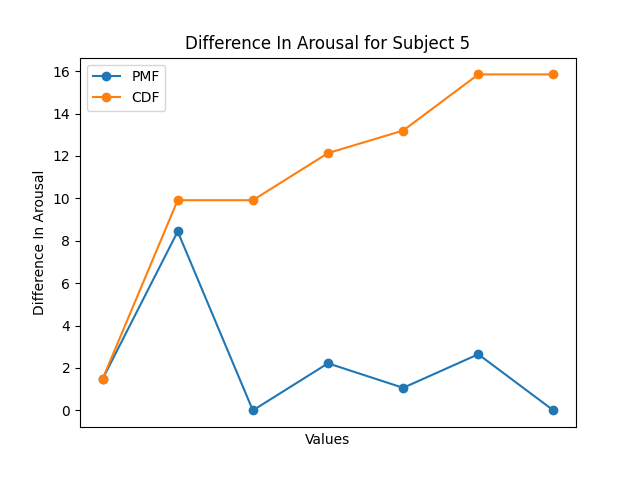 Difference In Arousal for Subject 5
PMF
CDF
16
14
12
10
8
6
4
2
0
Difference In Arousal
Values